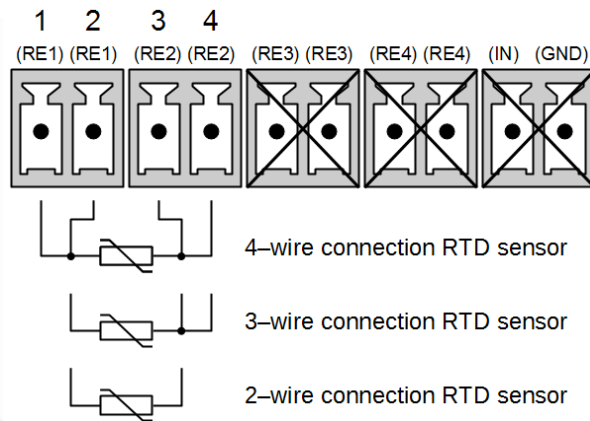 1 2 3 4
(RE1) (RE1) (RE2) (RE2) (RE3) (RE3) (RE4) (RE4) (IN) (GND)
4–wire connection RTD sensor
3–wire connection RTD sensor
2–wire connection RTD sensor